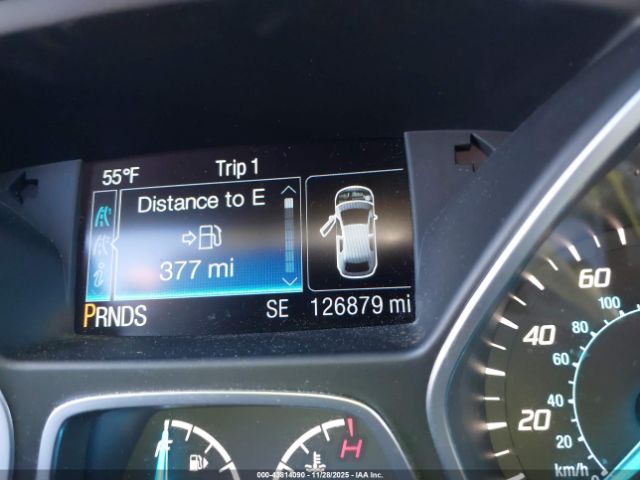 55°F Trip 1
Distance to E
377 mi
PRNDS SE 126879 mi
H
60
40
20
100
80
60
40
20
0
km/h
000-43814090 - 11/28/2025 - IAA Inc.